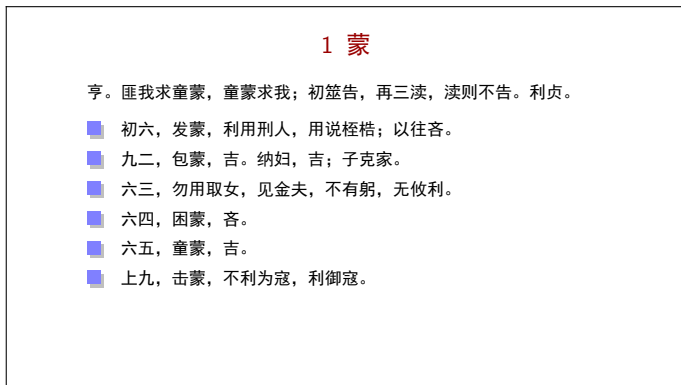 1 蒙
亨。匪我求童蒙，童蒙求我；初筮告，再三渎，渎则不告。利贞。
初六，发蒙，利用刑人，用说桎梏；以往吝。
九二，包蒙，吉。纳妇，吉；子克家。
六三，勿用取女，见金夫，不有躬，无攸利。
六四，困蒙，吝。
六五，童蒙，吉。
上九，击蒙，不利为寇，利御寇。